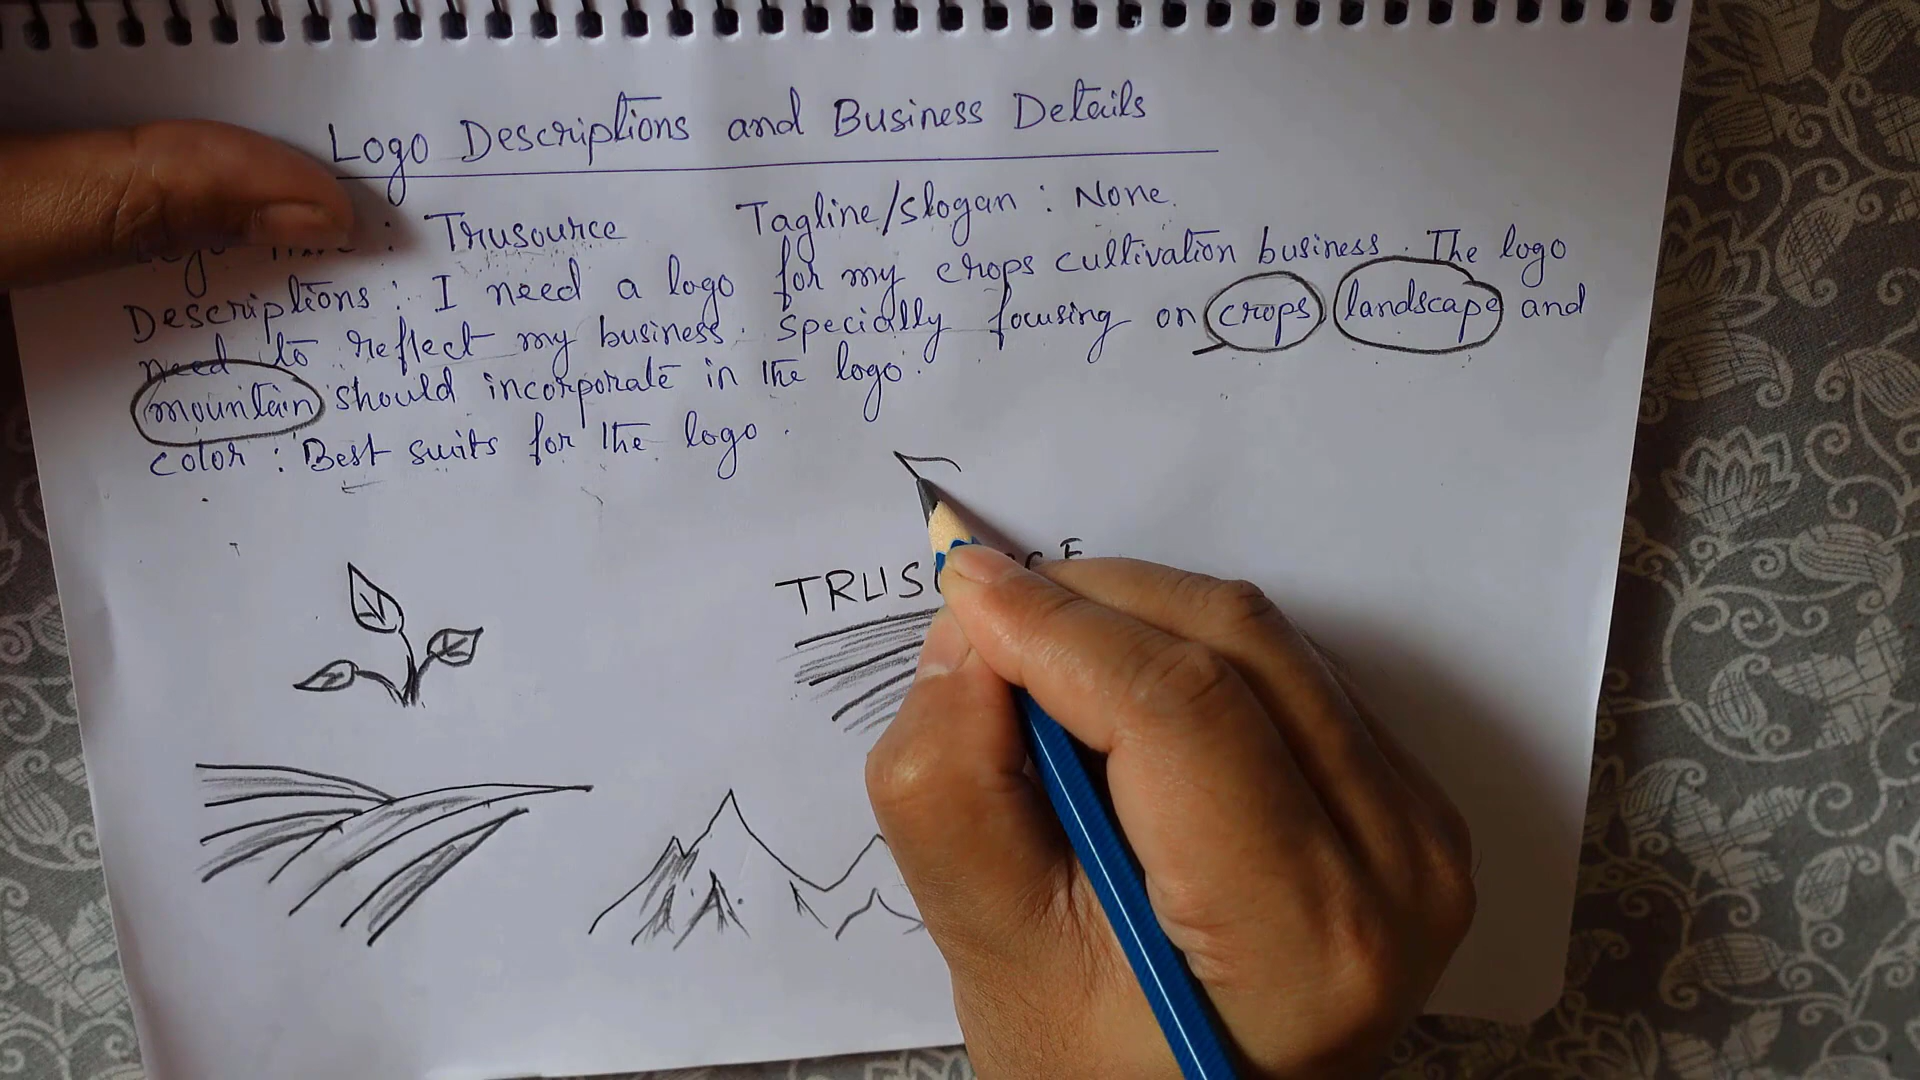 Logo Descriptions and Business Details
: Trusource Tagline/slogan : None.
Descriptions : I need a logo for my crops cultivation business. The logo
need to reflect my business. specially focusing on crops landscape and
mountain should incorporate in the logo.
color : Best suits for the logo.